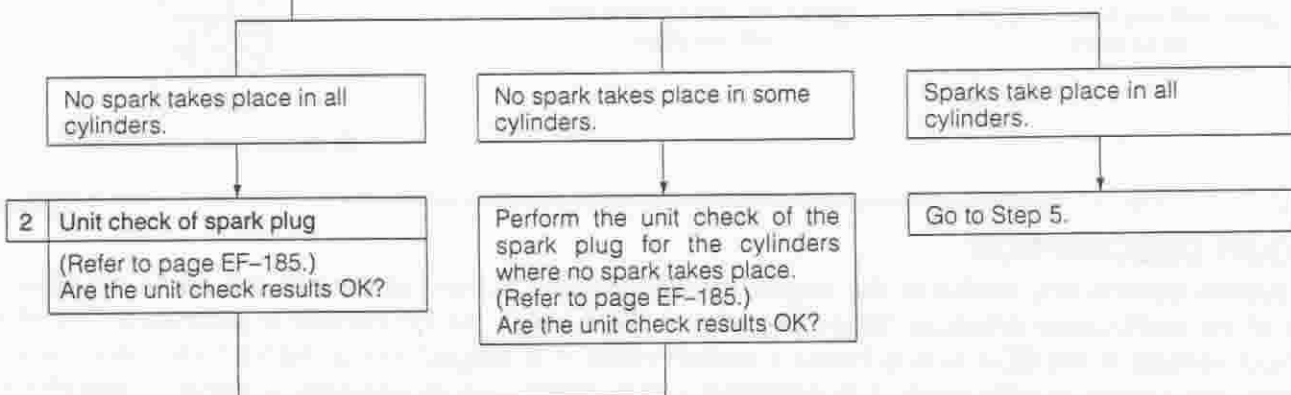 No spark takes place in all
cylinders.
No spark takes place in some
cylinders.
Sparks take place in all
cylinders.
2 Unit check of spark plug
(Refer to page EF–185.)
Are the unit check results OK?
Perform the unit check of the
spark plug for the cylinders
where no spark takes place.
(Refer to page EF–185.)
Are the unit check results OK?
Go to Step 5.